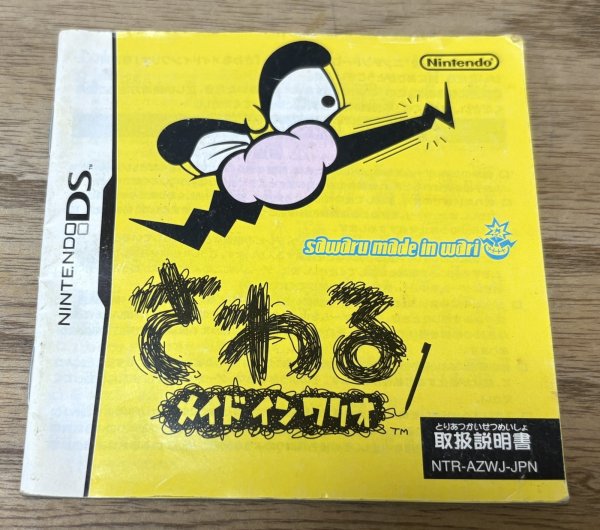 NINTENDO DS™
Nintendo®
sawaru made in wari
さわる
メイド イン ワリオ
TM
とりあつかいせつめいしょ
取扱説明書
NTR-AZWJ-JPN